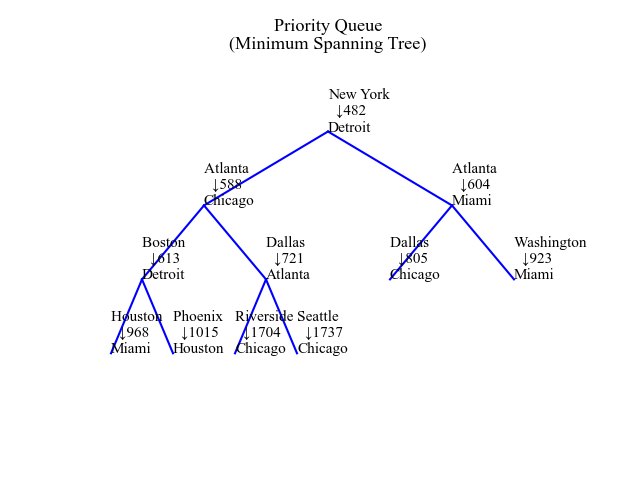 Priority Queue
(Minimum Spanning Tree)
New York
↓482
Detroit
Atlanta
↓588
Chicago
Atlanta
↓604
Miami
Boston
↓613
Detroit
Dallas
↓721
Atlanta
Dallas
↓805
Chicago
Washington
↓923
Miami
Houston
↓968
Miami
Phoenix
↓1015
Houston
Riverside
↓1704
Chicago
Seattle
↓1737
Chicago